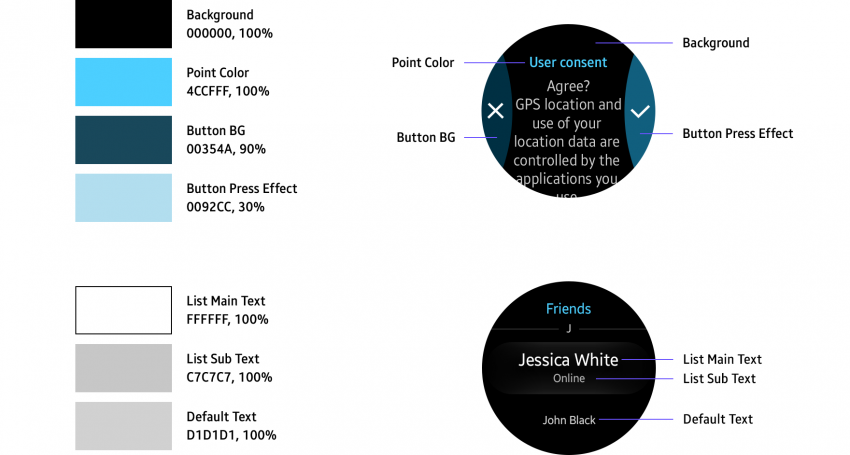 Background
000000, 100%
Point Color
4CCFFF, 100%
Button BG
00354A, 90%
Button Press Effect
0092CC, 30%
Background
Point Color
User consent
Agree?
GPS location and
use of your
location data are
controlled by the
applications you
use
Button BG
Button Press Effect
List Main Text
FFFFFF, 100%
List Sub Text
C7C7C7, 100%
Default Text
D1D1D1, 100%
Friends
J
Jessica White
Online
John Black
List Main Text
List Sub Text
Default Text